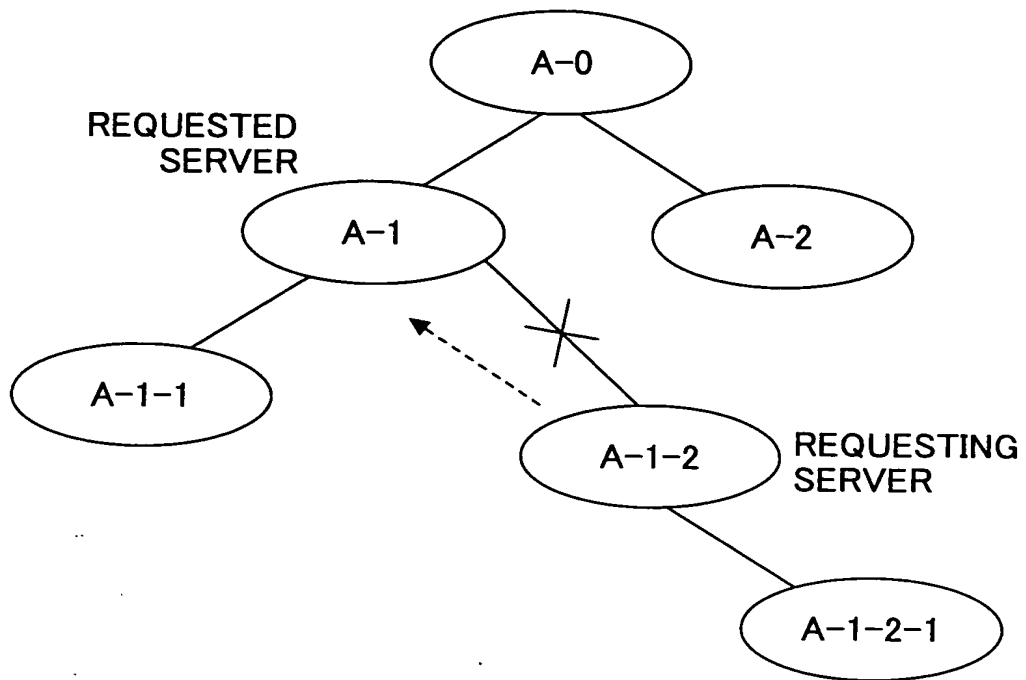 A-0
REQUESTED
SERVER
A-1
A-2
A-1-1
A-1-2
REQUESTING
SERVER
A-1-2-1